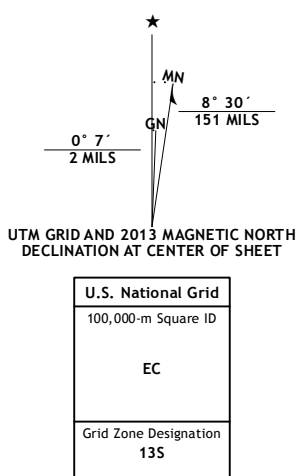 ★
MN
8° 30´
151 MILS
GN
0° 7´
2 MILS
UTM GRID AND 2013 MAGNETIC NORTH
DECLINATION AT CENTER OF SHEET
U.S. National Grid
100,000-m Square ID
EC
Grid Zone Designation
13S